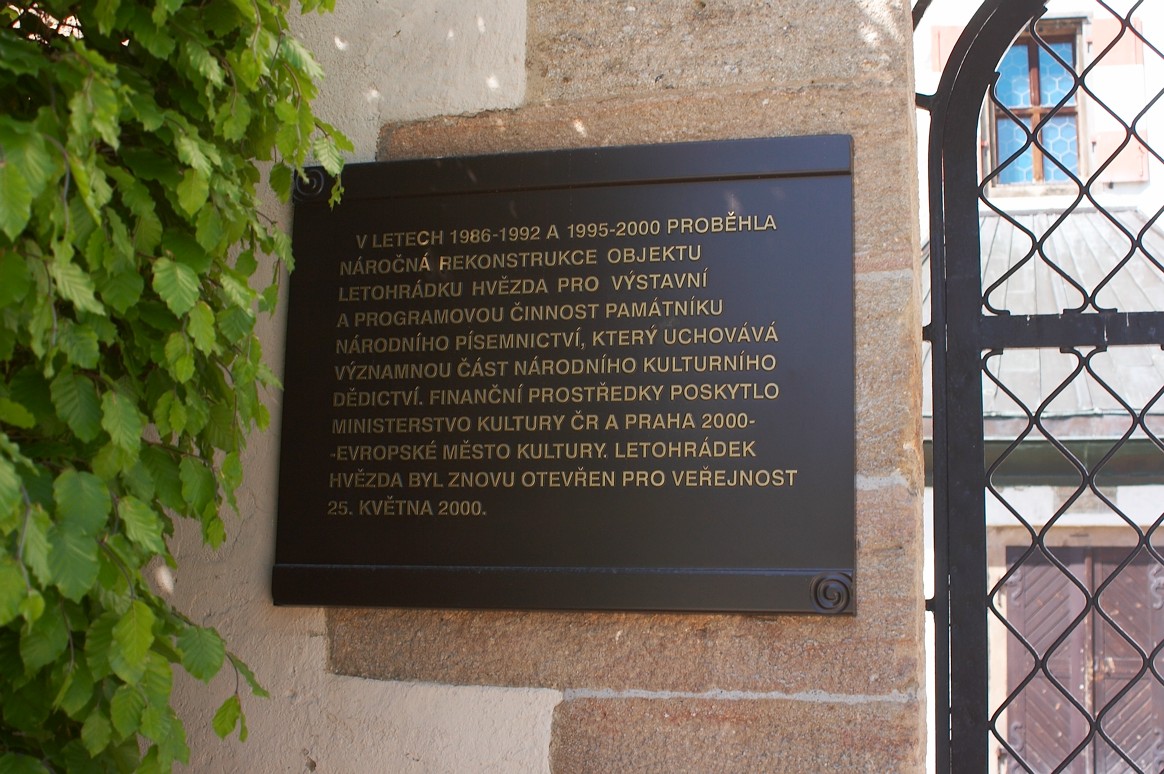 V LETECH 1986-1992 A 1995-2000 PROBĚHLA
NÁROČNÁ REKONSTRUKCE OBJEKTU
LETOHRÁDKU HVĚZDA PRO VÝSTAVNÍ
A PROGRAMOVOU ČINNOST PAMÁTNÍKU
NÁRODNÍHO PÍSEMNICTVÍ, KTERÝ UCHOVÁVÁ
VÝZNAMNOU ČÁST NÁRODNÍHO KULTURNÍHO
DĚDICTVÍ. FINANČNÍ PROSTŘEDKY POSKYTLO
MINISTERSTVO KULTURY ČR A PRAHA 2000-
-EVROPSKÉ MĚSTO KULTURY. LETOHRÁDEK
HVĚZDA BYL ZNOVU OTEVŘEN PRO VEŘEJNOST
25. KVĚTNA 2000.